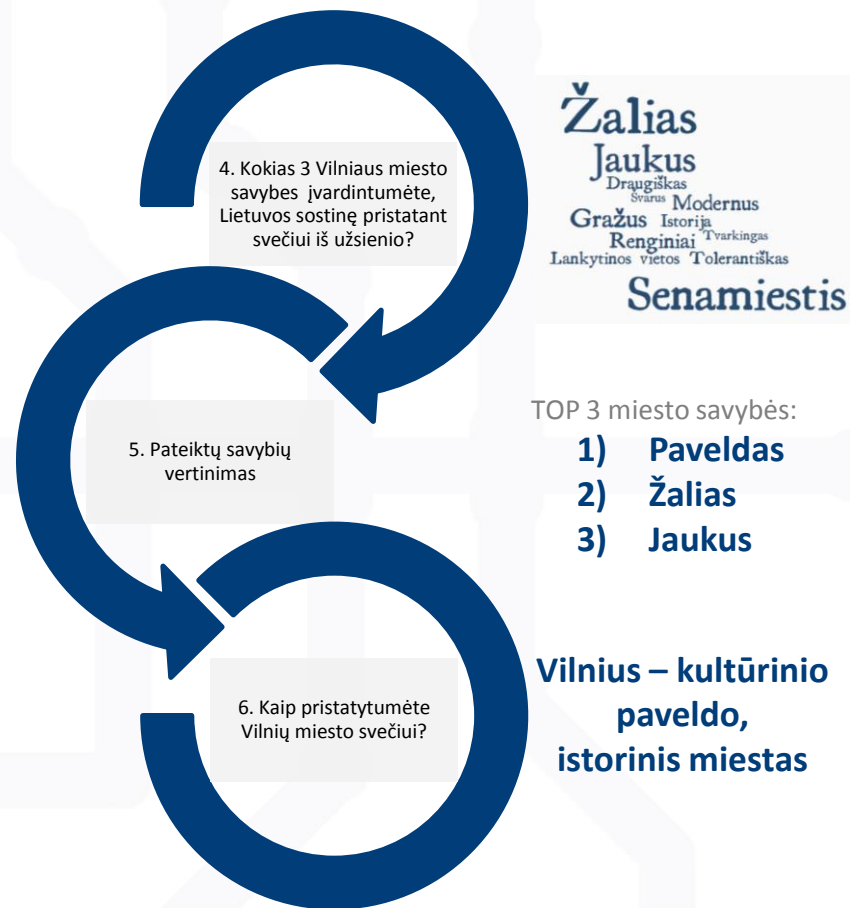 4. Kokias 3 Vilniaus miesto
savybes įvardintumėte,
Lietuvos sostinę pristatant
svečiui iš užsienio?
Žalias
Jaukus
Draugiškas
Švarus Modernus
Gražus Istorija
Renginiai Tvarkingas
Lankytinos vietos Tolerantiškas
Senamiestis
5. Pateiktų savybių
vertinimas
TOP 3 miesto savybės:
1) Paveldas
2) Žalias
3) Jaukus
6. Kaip pristatytumėte
Vilnių miesto svečiui?
Vilnius – kultūrinio
paveldo,
istorinis miestas